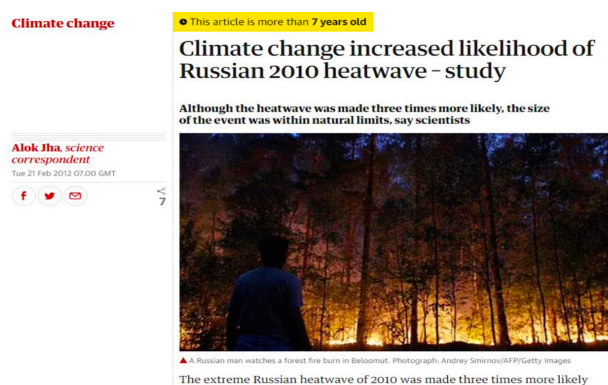 Climate change
This article is more than 7 years old
Climate change increased likelihood of
Russian 2010 heatwave – study
Although the heatwave was made three times more likely, the size
of the event was within natural limits, say scientists
Alok Jha, science
correspondent
Tue 21 Feb 2012 07.00 GMT
f
7
A Russian man watches a forest fire burn in Beloomut. Photograph: Andrey Smirnov/AFP/Getty Images
The extreme Russian heatwave of 2010 was made three times more likely